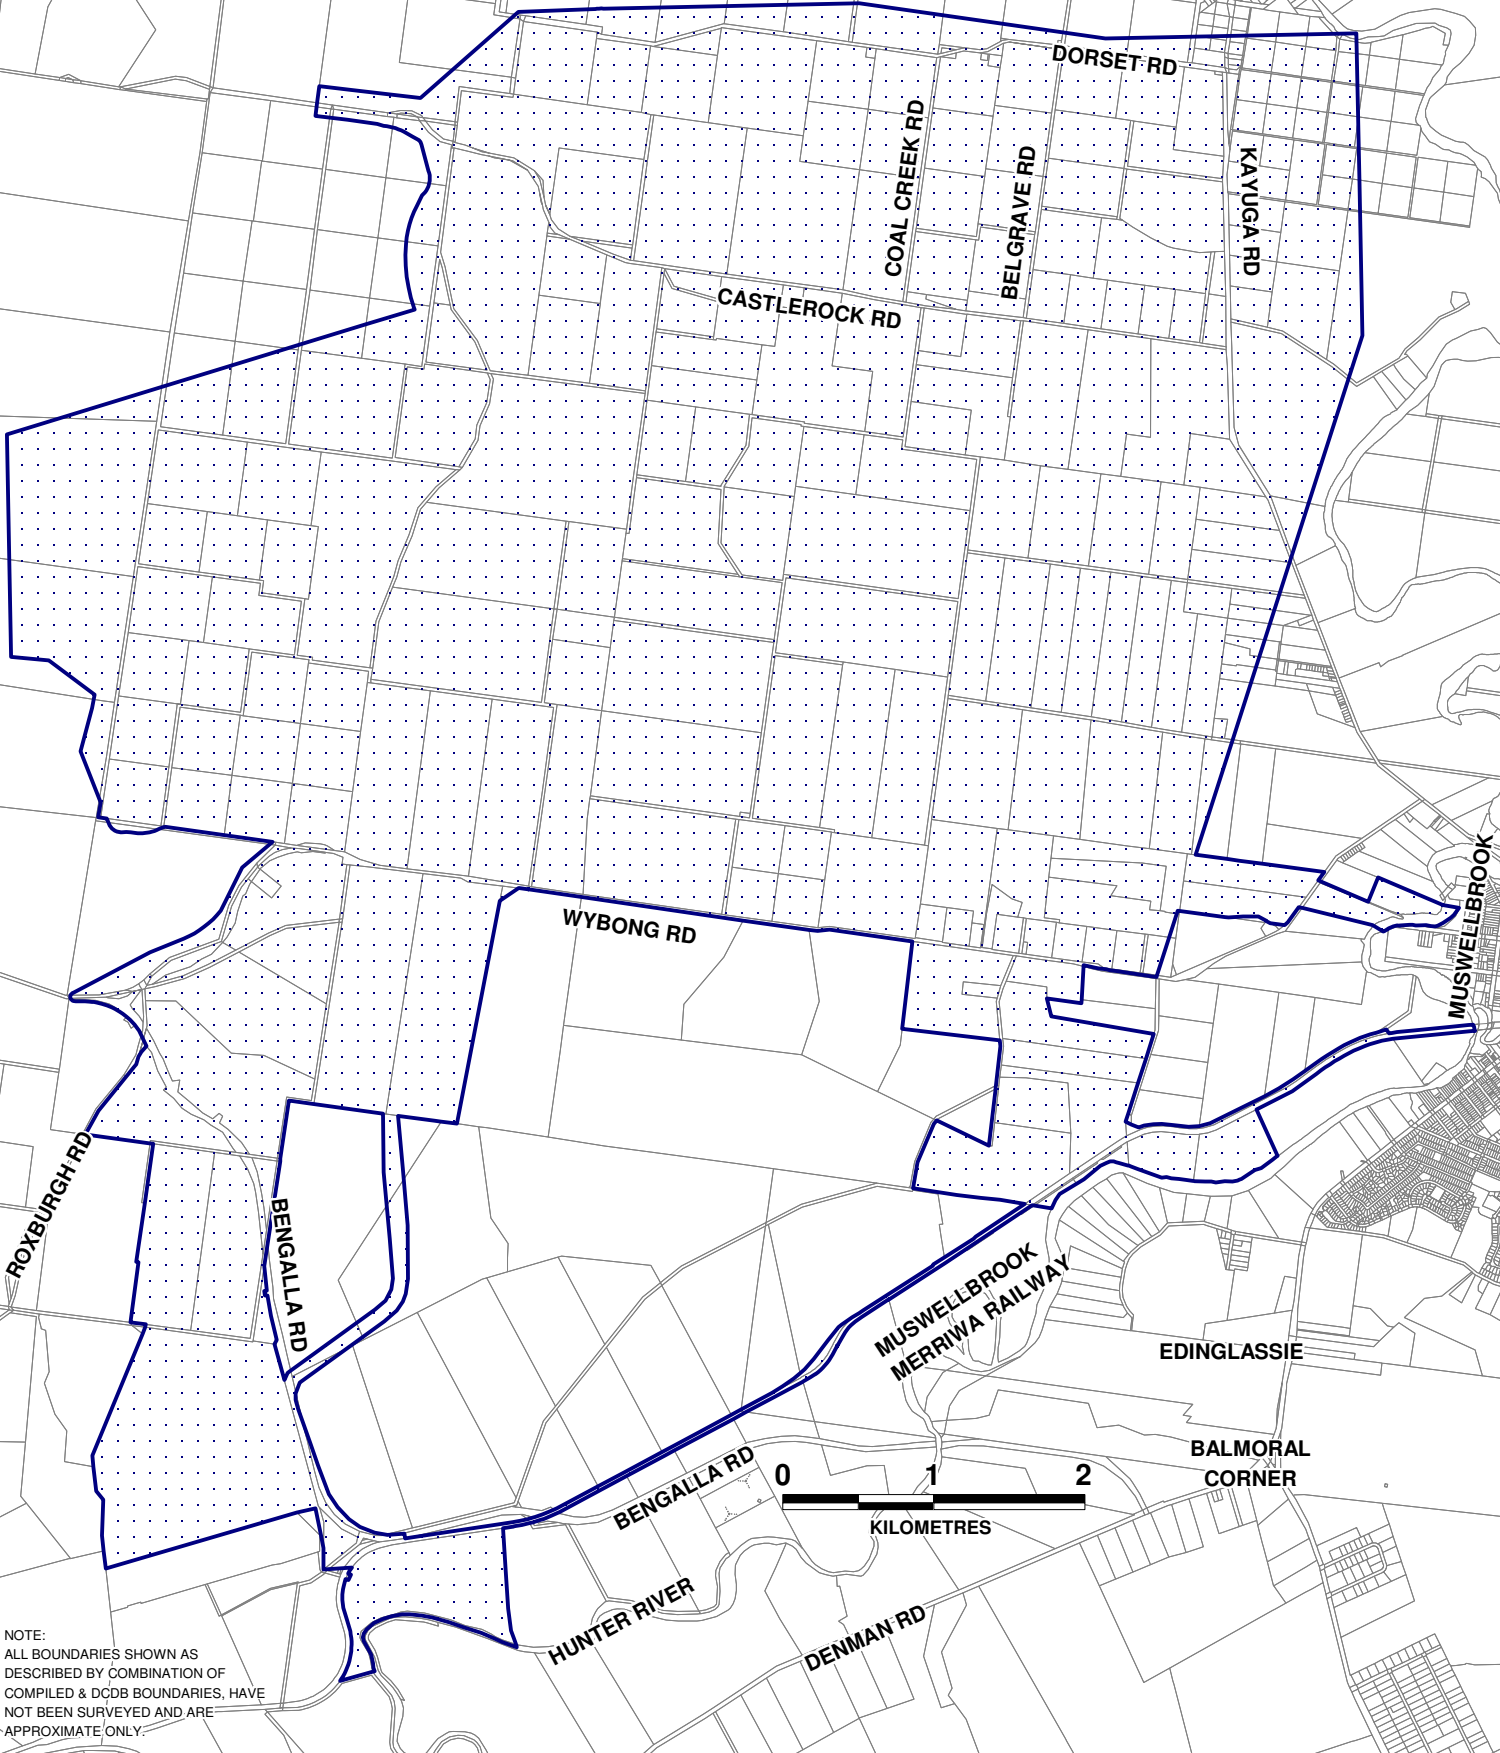 DORSET RD
COAL CREEK RD
BELGRAVE RD
KAYUGA RD
CASTLEROCK RD
MUSWELLBROOK
WYBONG RD
ROXBURGH RD
BENGALLA RD
MUSWELLBROOK
MERRIWA RAILWAY
EDINGLASSIE
BALMORAL
CORNER
BENGALLA RD
0 1 2
KILOMETRES
HUNTER RIVER
DENMAN RD
NOTE:
ALL BOUNDARIES SHOWN AS
DESCRIBED BY COMBINATION OF
COMPILED & DCDB BOUNDARIES, HAVE
NOT BEEN SURVEYED AND ARE
APPROXIMATE ONLY.